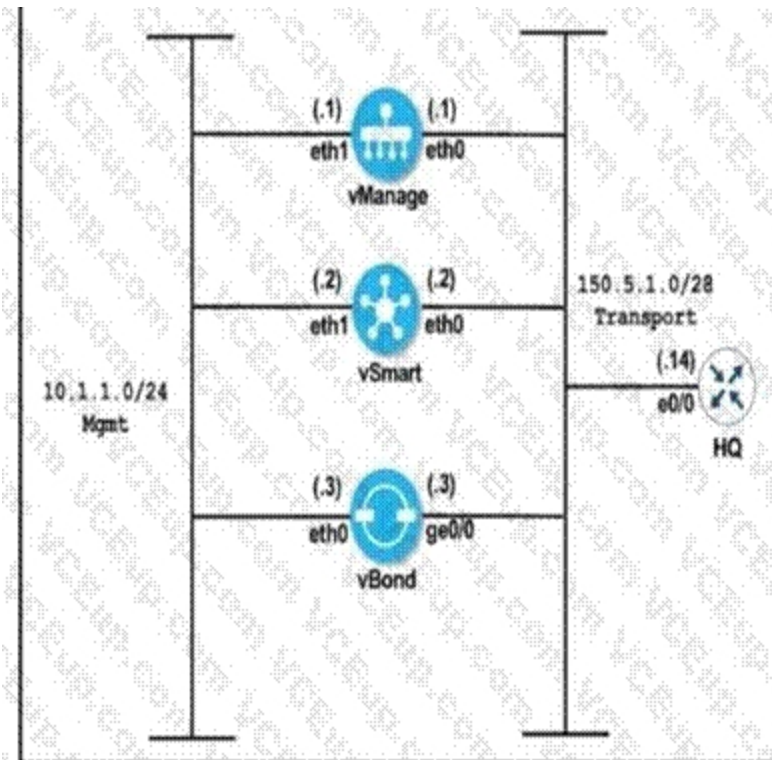 (.1) (.1)
eth1 eth0
vManage
(.2) (.2)
eth1 eth0
vSmart
150.5.1.0/28
Transport
(.14)
e0/0
HQ
10.1.1.0/24
Mgmt
(.3) (.3)
eth0 ge0/0
vBond